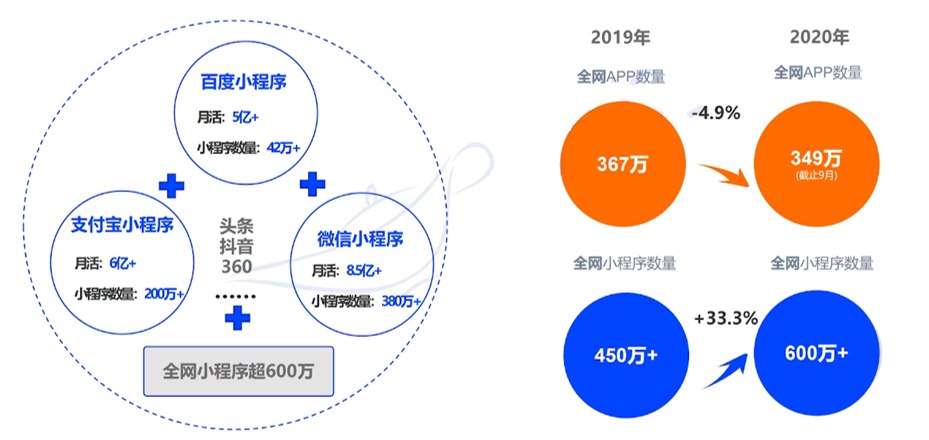 百度小程序
月活：5亿+
小程序数量：42万+
支付宝小程序
月活：6亿+
小程序数量：200万+
头条
抖音
360
......
微信小程序
月活：8.5亿+
小程序数量：380万+
全网小程序超600万
2019年
2020年
全网APP数量
全网APP数量
367万
-4.9%
349万
(截止9月)
全网小程序数量
全网小程序数量
450万+
+33.3%
600万+